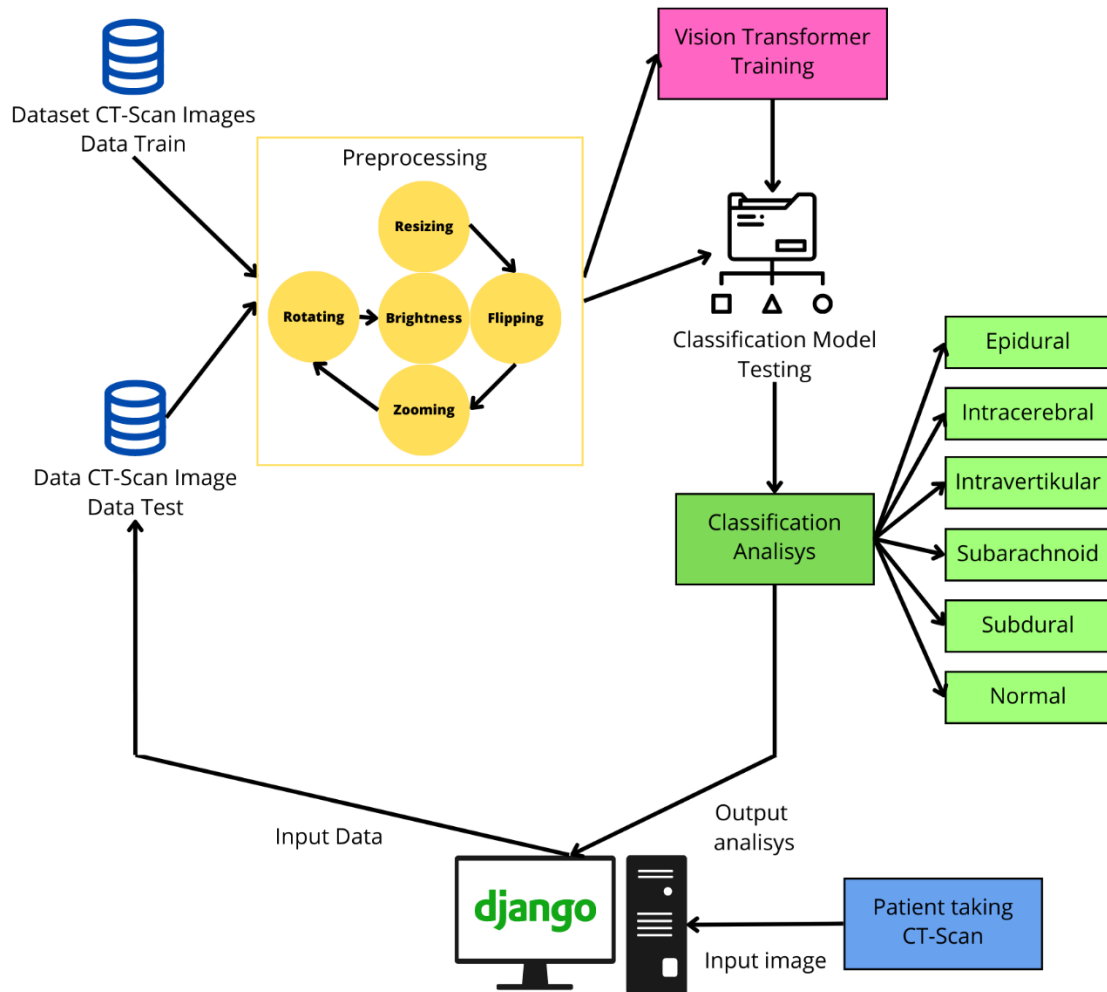 Vision Transformer
Training
Dataset CT-Scan Images
Data Train
Preprocessing
Resizing
Rotating
Brightness
Flipping
Zooming
Classification Model
Testing
Data CT-Scan Image
Data Test
Epidural
Intracerebral
Intravertikular
Subarachnoid
Subdural
Normal
Classification
Analisys
Input Data
Output
analisys
django
Patient taking
CT-Scan
Input image